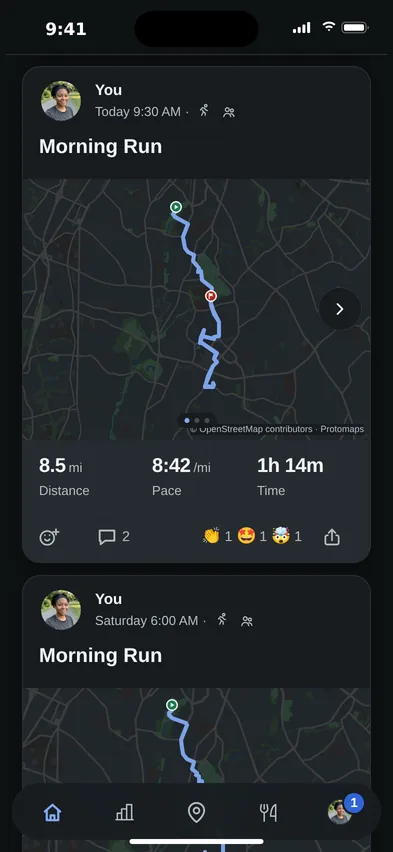 9:41
You
Today 9:30 AM ·
Morning Run
© OpenStreetMap contributors · Protomaps
8.5 mi 8:42 /mi 1h 14m
Distance Pace Time
2 👏 1 🤩 1 🤯 1
You
Saturday 6:00 AM ·
Morning Run
1